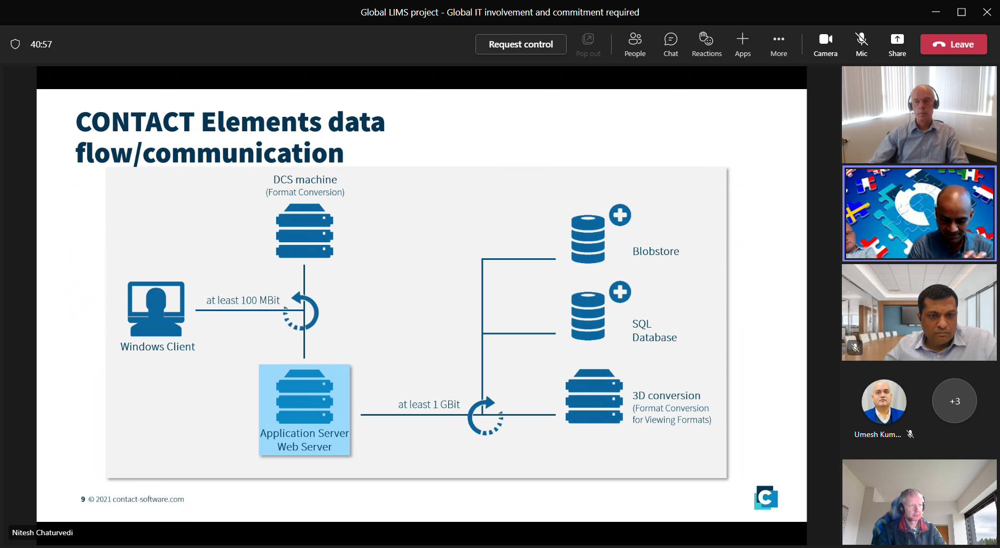 Global LIMS project - Global IT involvement and commitment required
40:57
Request control
Pop out
People
Chat
Reactions
Apps
More
Camera
Mic
Share
Leave
CONTACT Elements data
flow/communication
DCS machine
(Format Conversion)
Blobstore
at least 100 MBit
SQL
Database
Windows Client
at least 1 GBit
3D conversion
(Format Conversion
for Viewing Formats)
Application Server
Web Server
9 © 2021 contact-software.com
C
Nitesh Chaturvedi
+3
Umesh Kum...